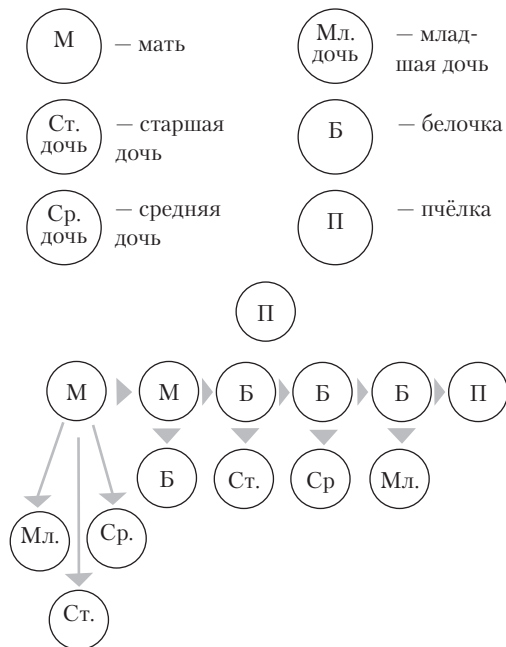 М — мать
Мл. дочь — млад-
шая дочь
Ст. дочь — старшая
дочь
Б — белочка
Ср. дочь — средняя
дочь
П — пчёлка
П
М М Б Б Б П
Б Ст. Ср Мл.
Мл. Ср.
Ст.